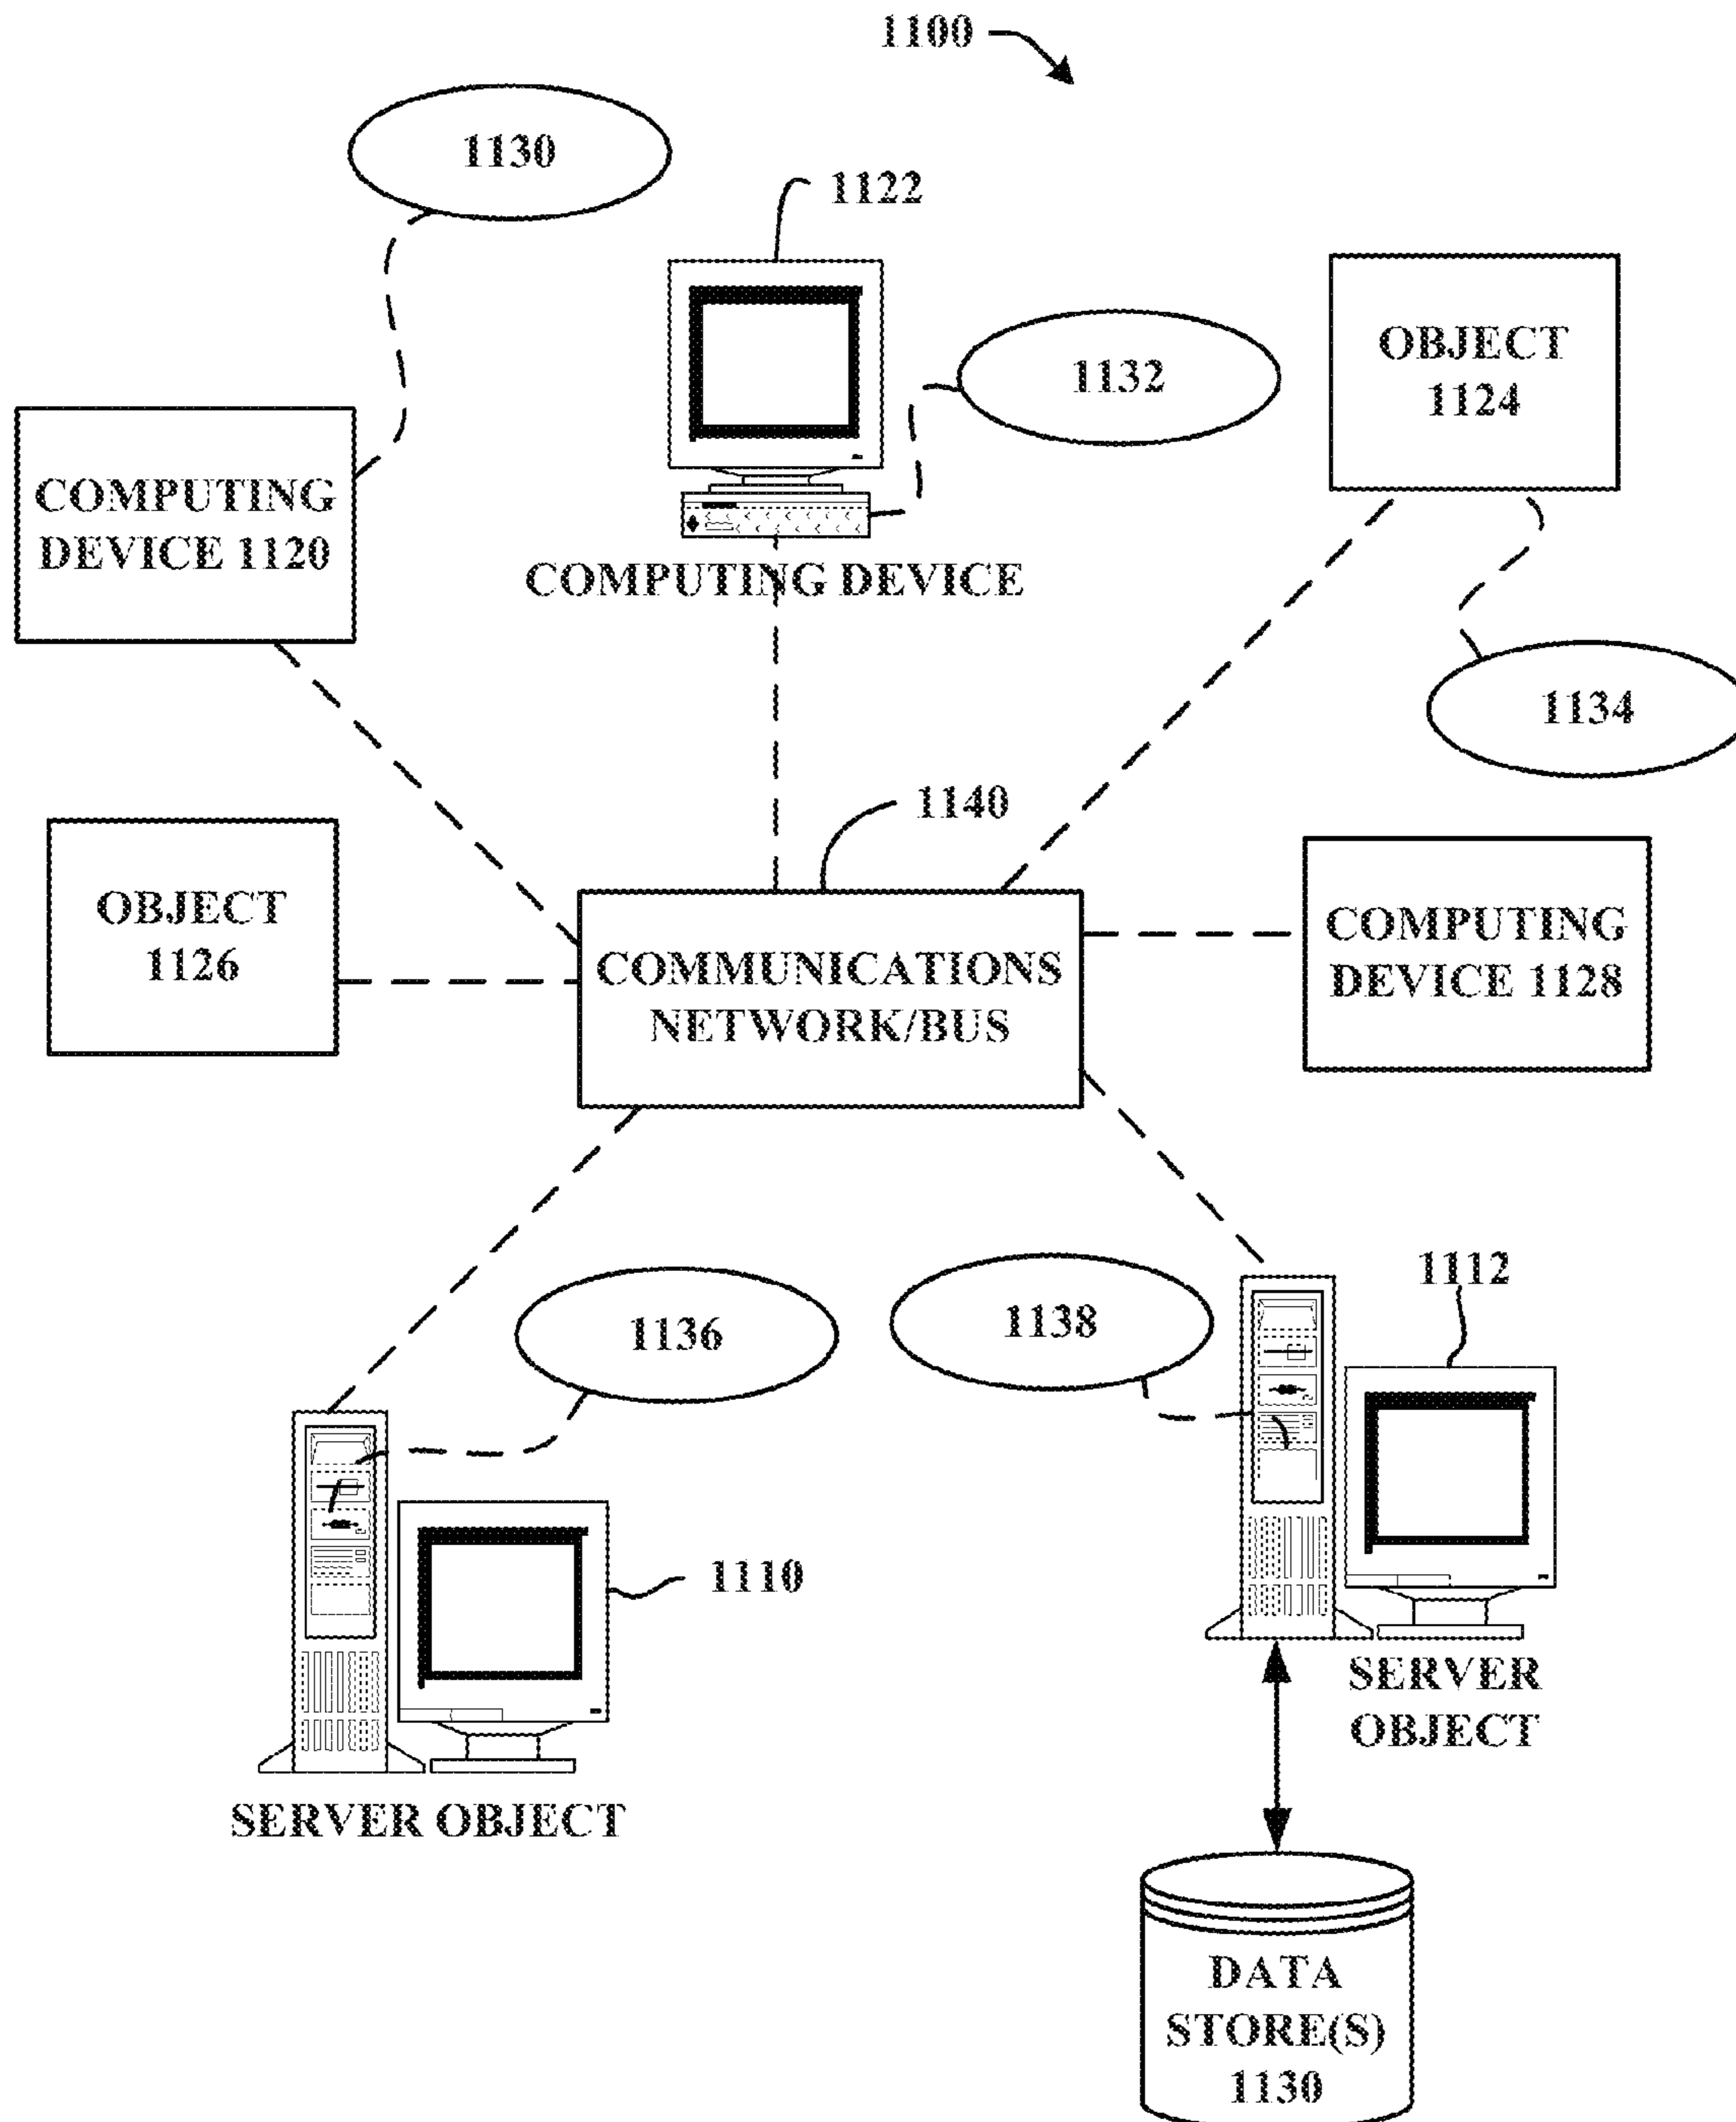 1100
1130
1122
1132
OBJECT
1124
COMPUTING
DEVICE 1120
COMPUTING DEVICE
1134
1140
OBJECT
1126
COMMUNICATIONS
NETWORK/BUS
COMPUTING
DEVICE 1128
1136
1138
1112
1110
SERVER
OBJECT
SERVER OBJECT
DATA
STORE(S)
1130